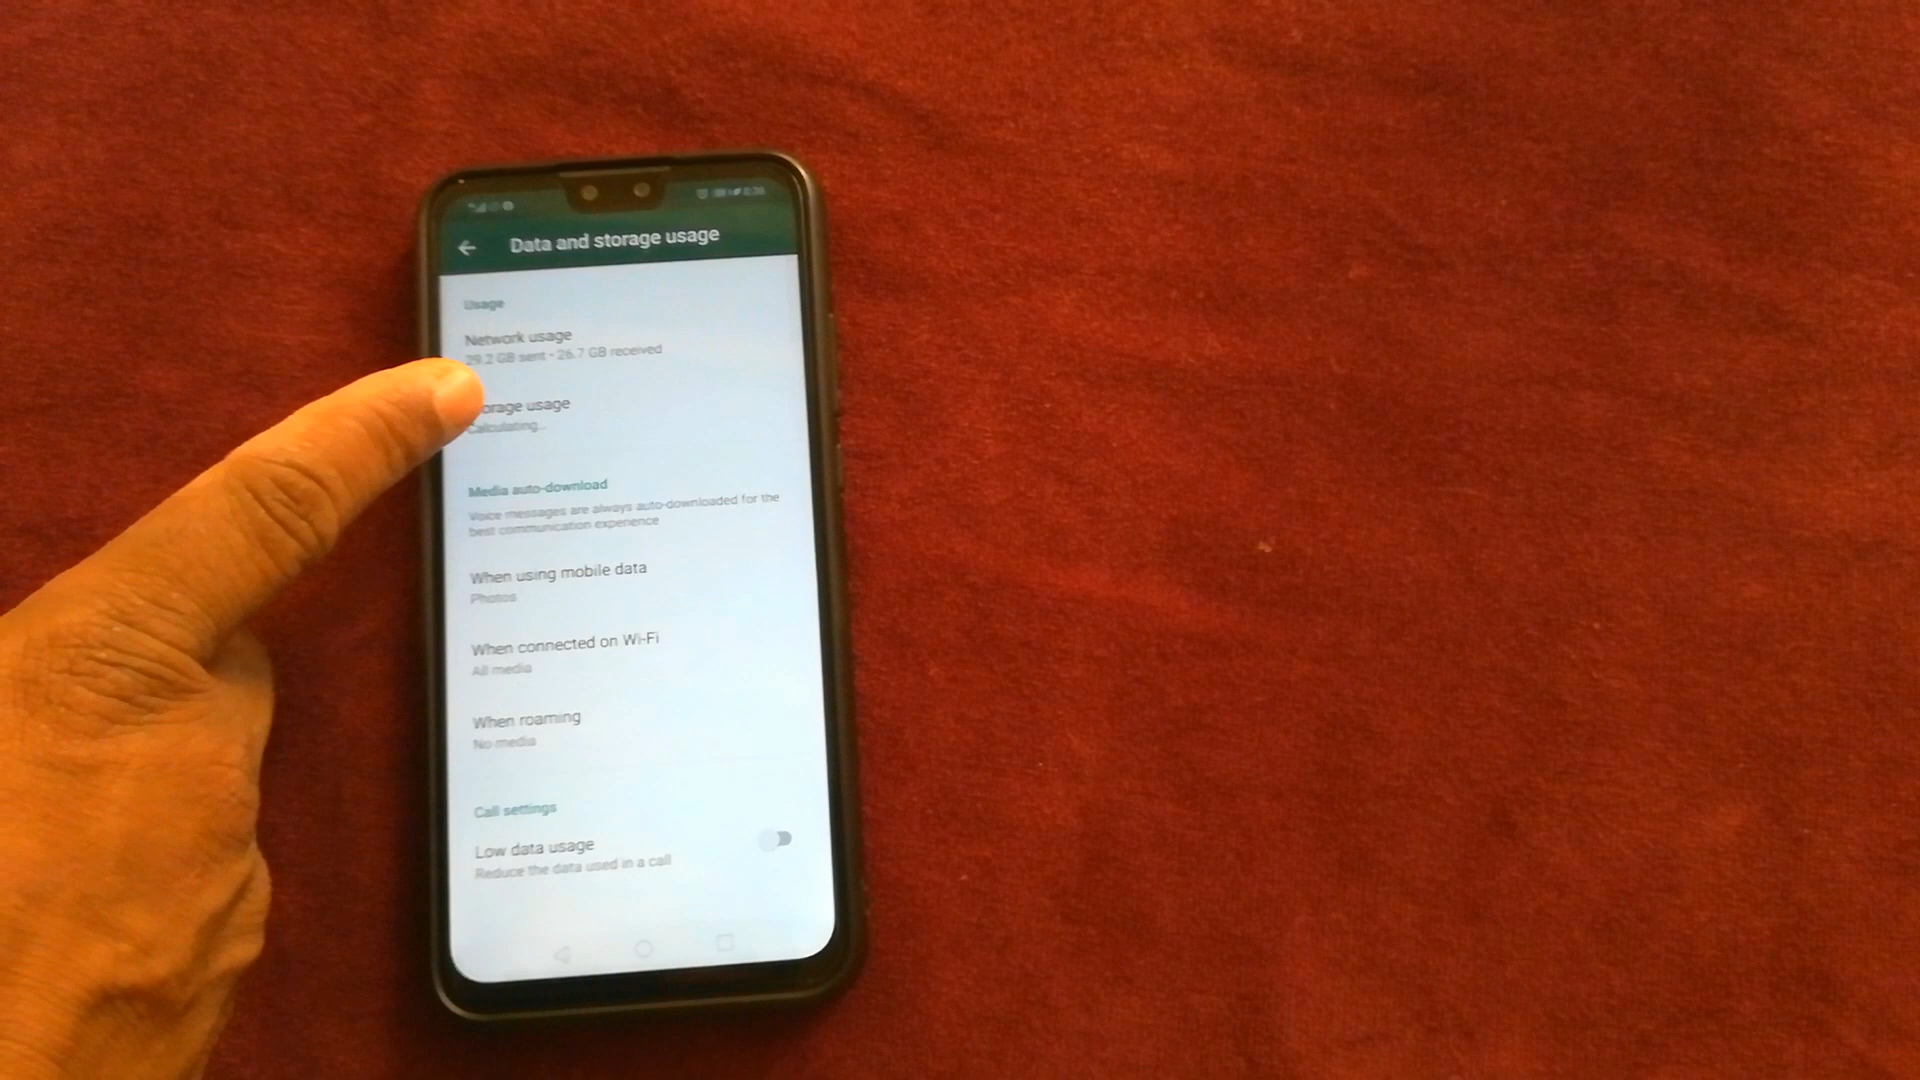 Data and storage usage
Usage
Network usage
29.2 GB sent • 26.7 GB received
orage usage
Calculating...
Media auto-download
Voice messages are always auto-downloaded for the
best communication experience
When using mobile data
Photos
When connected on Wi-Fi
All media
When roaming
No media
Call settings
Low data usage
Reduce the data used in a call